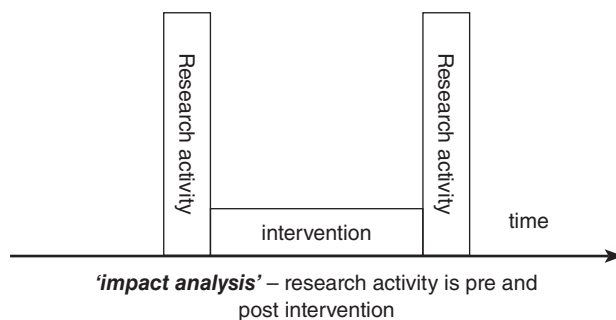 Research activity
Research activity
intervention
time
'impact analysis' – research activity is pre and
post intervention